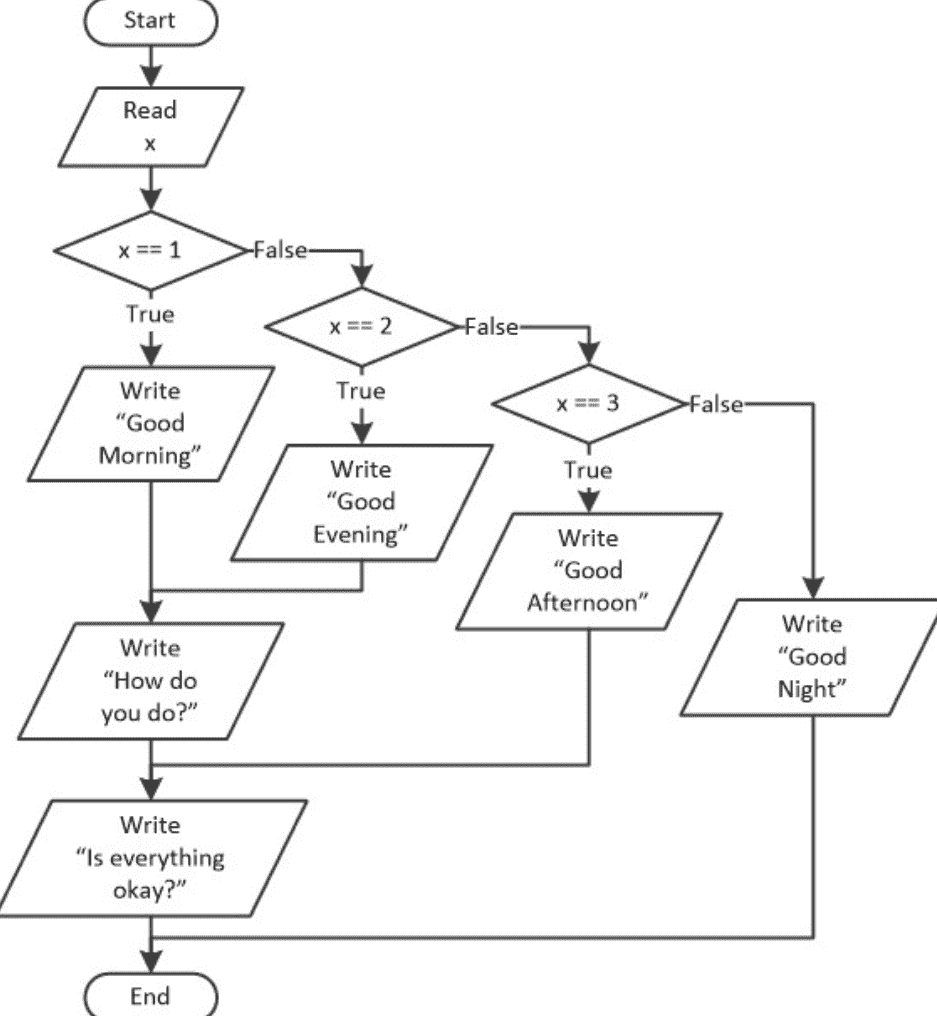 Start
Read
x
x == 1
False
True
x == 2
False
True
x == 3
False
True
Write
“Good
Morning”
Write
“Good
Evening”
Write
“Good
Afternoon”
Write
“Good
Night”
Write
“How do
you do?”
Write
“Is everything
okay?”
End